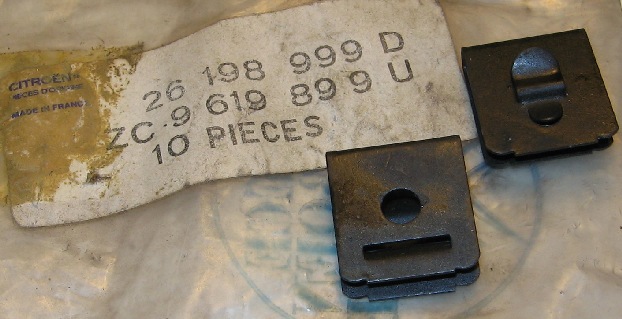 CITROËN
PIECES D'ORIGINE
MADE IN FRANCE
26 198 999 D
ZC.9 619 899 U
10 PIECES